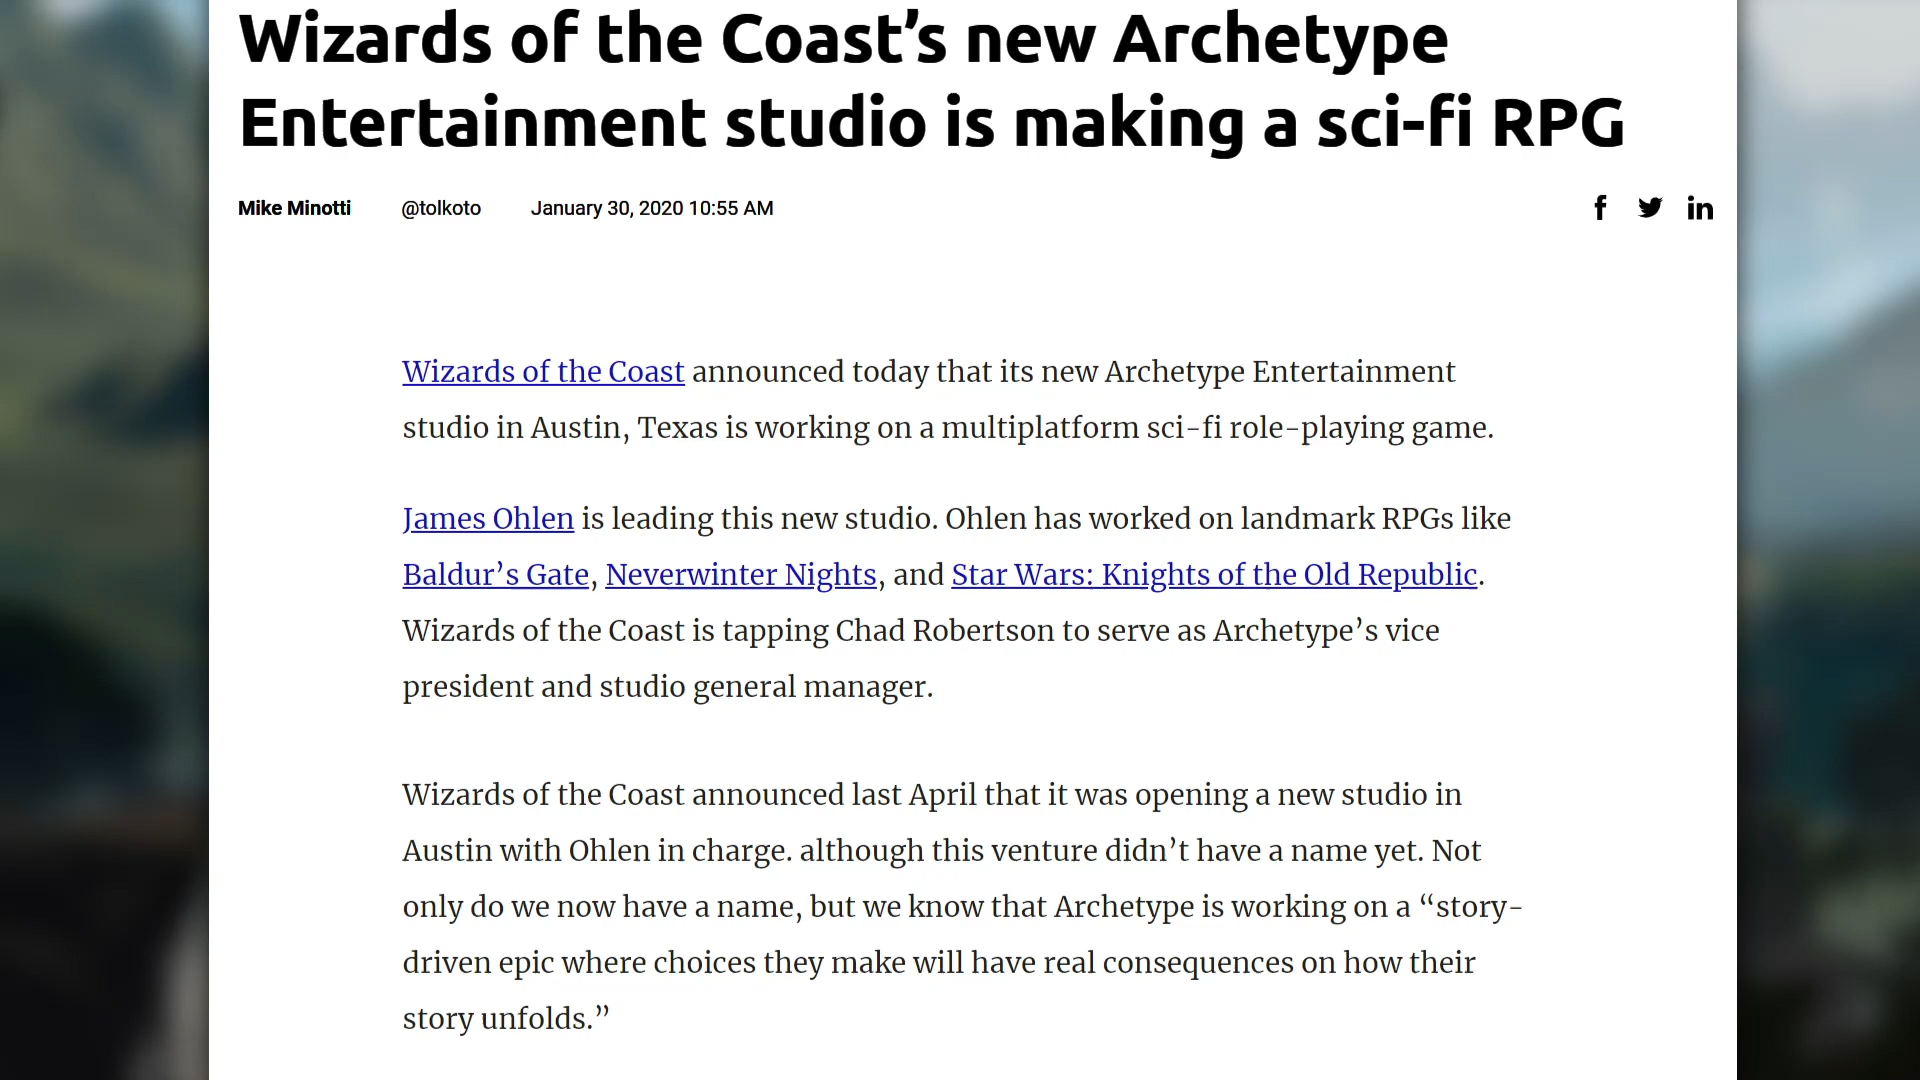 Wizards of the Coast’s new Archetype
Entertainment studio is making a sci-fi RPG
Mike Minotti @tolkoto January 30, 2020 10:55 AM
f in
Wizards of the Coast announced today that its new Archetype Entertainment
studio in Austin, Texas is working on a multiplatform sci-fi role-playing game.
James Ohlen is leading this new studio. Ohlen has worked on landmark RPGs like
Baldur’s Gate, Neverwinter Nights, and Star Wars: Knights of the Old Republic.
Wizards of the Coast is tapping Chad Robertson to serve as Archetype’s vice
president and studio general manager.
Wizards of the Coast announced last April that it was opening a new studio in
Austin with Ohlen in charge. although this venture didn’t have a name yet. Not
only do we now have a name, but we know that Archetype is working on a “story-
driven epic where choices they make will have real consequences on how their
story unfolds.”